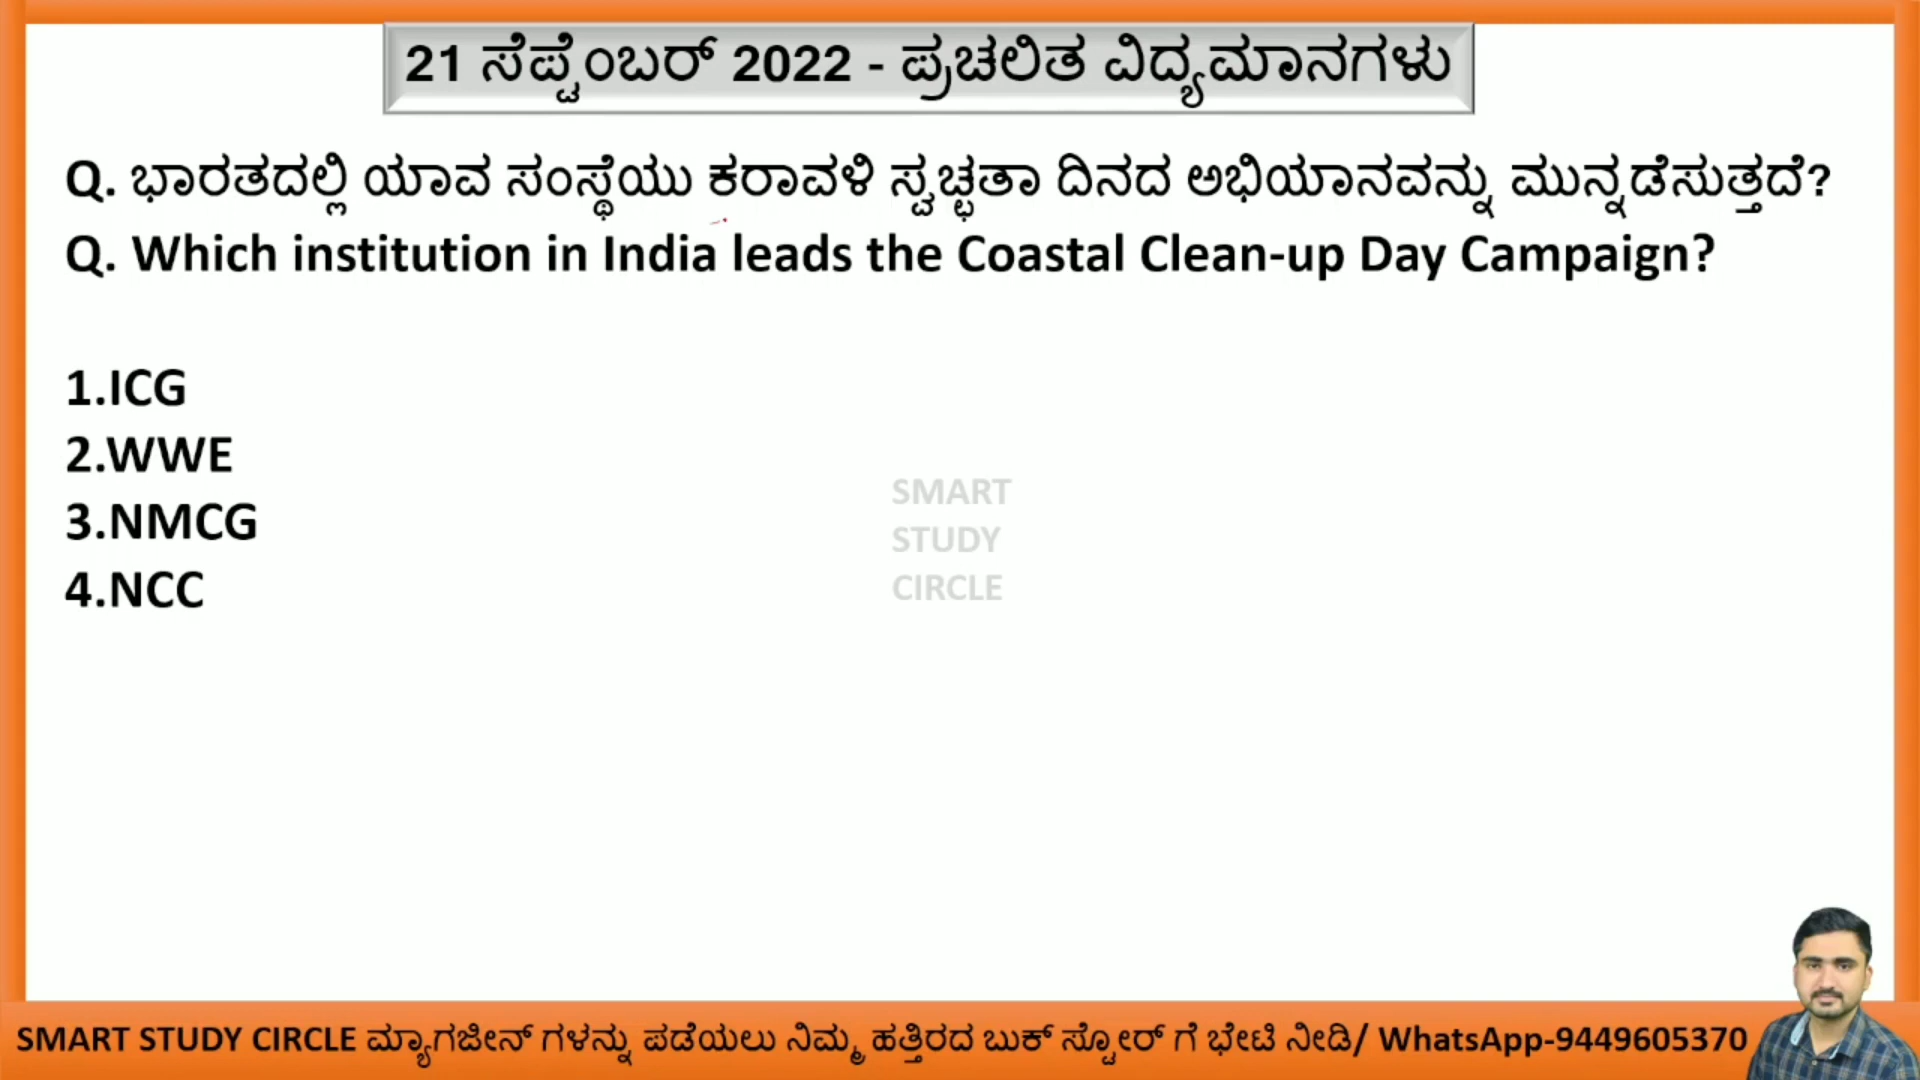 21 ಸೆಪ್ಟೆಂಬರ್ 2022 - ಪ್ರಚಲಿತ ವಿದ್ಯಮಾನಗಳು
Q. ಭಾರತದಲ್ಲಿ ಯಾವ ಸಂಸ್ಥೆಯು ಕರಾವಳಿ ಸ್ವಚ್ಛತಾ ದಿನದ ಅಭಿಯಾನವನ್ನು ಮುನ್ನಡೆಸುತ್ತದೆ?
Q. Which institution in India leads the Coastal Clean-up Day Campaign?
1.ICG
2.WWE
3.NMCG
4.NCC
SMART
STUDY
CIRCLE
SMART STUDY CIRCLE ಮ್ಯಾಗಜೀನ್ ಗಳನ್ನು ಪಡೆಯಲು ನಿಮ್ಮ ಹತ್ತಿರದ ಬುಕ್ ಸ್ಟೋರ್ ಗೆ ಭೇಟಿ ನೀಡಿ/ WhatsApp-9449605370